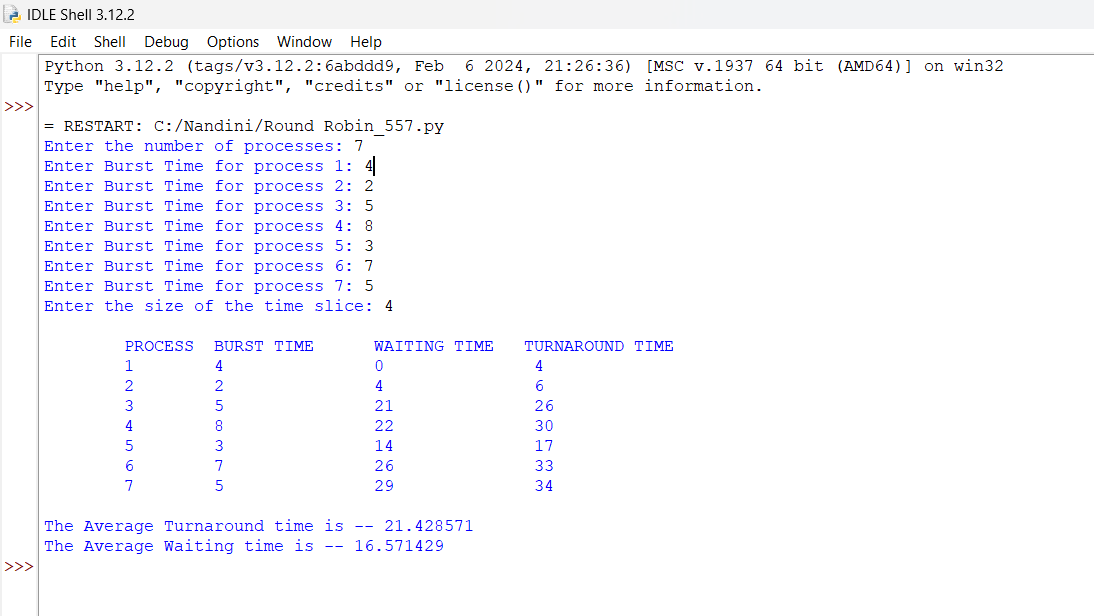 IDLE Shell 3.12.2
File Edit Shell Debug Options Window Help
Python 3.12.2 (tags/v3.12.2:6abddd9, Feb  6 2024, 21:26:36) [MSC v.1937 64 bit (AMD64)] on win32
Type "help", "copyright", "credits" or "license()" for more information.
>>>
= RESTART: C:/Nandini/Round Robin_557.py
Enter the number of processes: 7
Enter Burst Time for process 1: 4
Enter Burst Time for process 2: 2
Enter Burst Time for process 3: 5
Enter Burst Time for process 4: 8
Enter Burst Time for process 5: 3
Enter Burst Time for process 6: 7
Enter Burst Time for process 7: 5
Enter the size of the time slice: 4
PROCESS BURST TIME WAITING TIME TURNAROUND TIME
1 4 0 4
2 2 4 6
3 5 21 26
4 8 22 30
5 3 14 17
6 7 26 33
7 5 29 34
The Average Turnaround time is -- 21.428571
The Average Waiting time is -- 16.571429
>>>